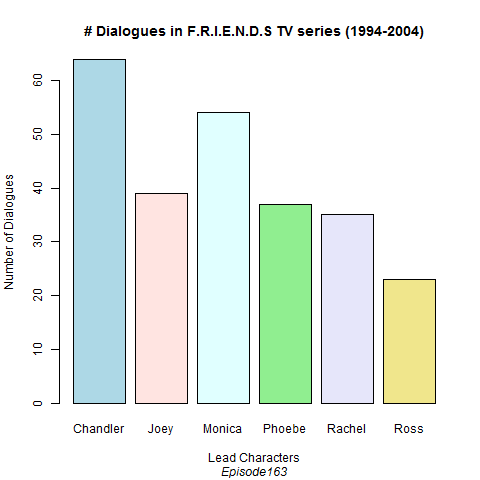 # Dialogues in F.R.I.E.N.D.S TV series (1994-2004)
Number of Dialogues
60
50
40
30
20
10
0
Chandler Joey Monica Phoebe Rachel Ross
Lead Characters
Episode163